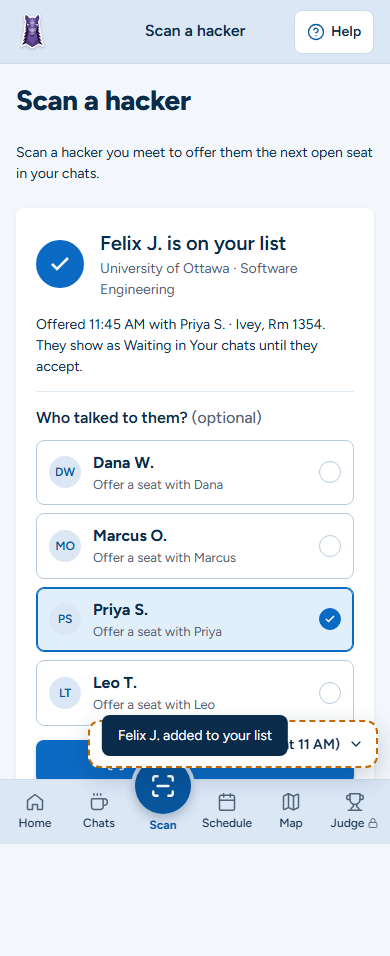 Scan a hacker
Help
Scan a hacker
Scan a hacker you meet to offer them the next open seat
in your chats.
Felix J. is on your list
University of Ottawa · Software
Engineering
Offered 11:45 AM with Priya S. · Ivey, Rm 1354.
They show as Waiting in Your chats until they
accept.
Who talked to them? (optional)
DW
Dana W.
Offer a seat with Dana
MO
Marcus O.
Offer a seat with Marcus
PS
Priya S.
Offer a seat with Priya
LT
Leo T.
Offer a seat with Leo
Felix J. added to your list
11 AM)
Home
Chats
Scan
Schedule
Map
Judge